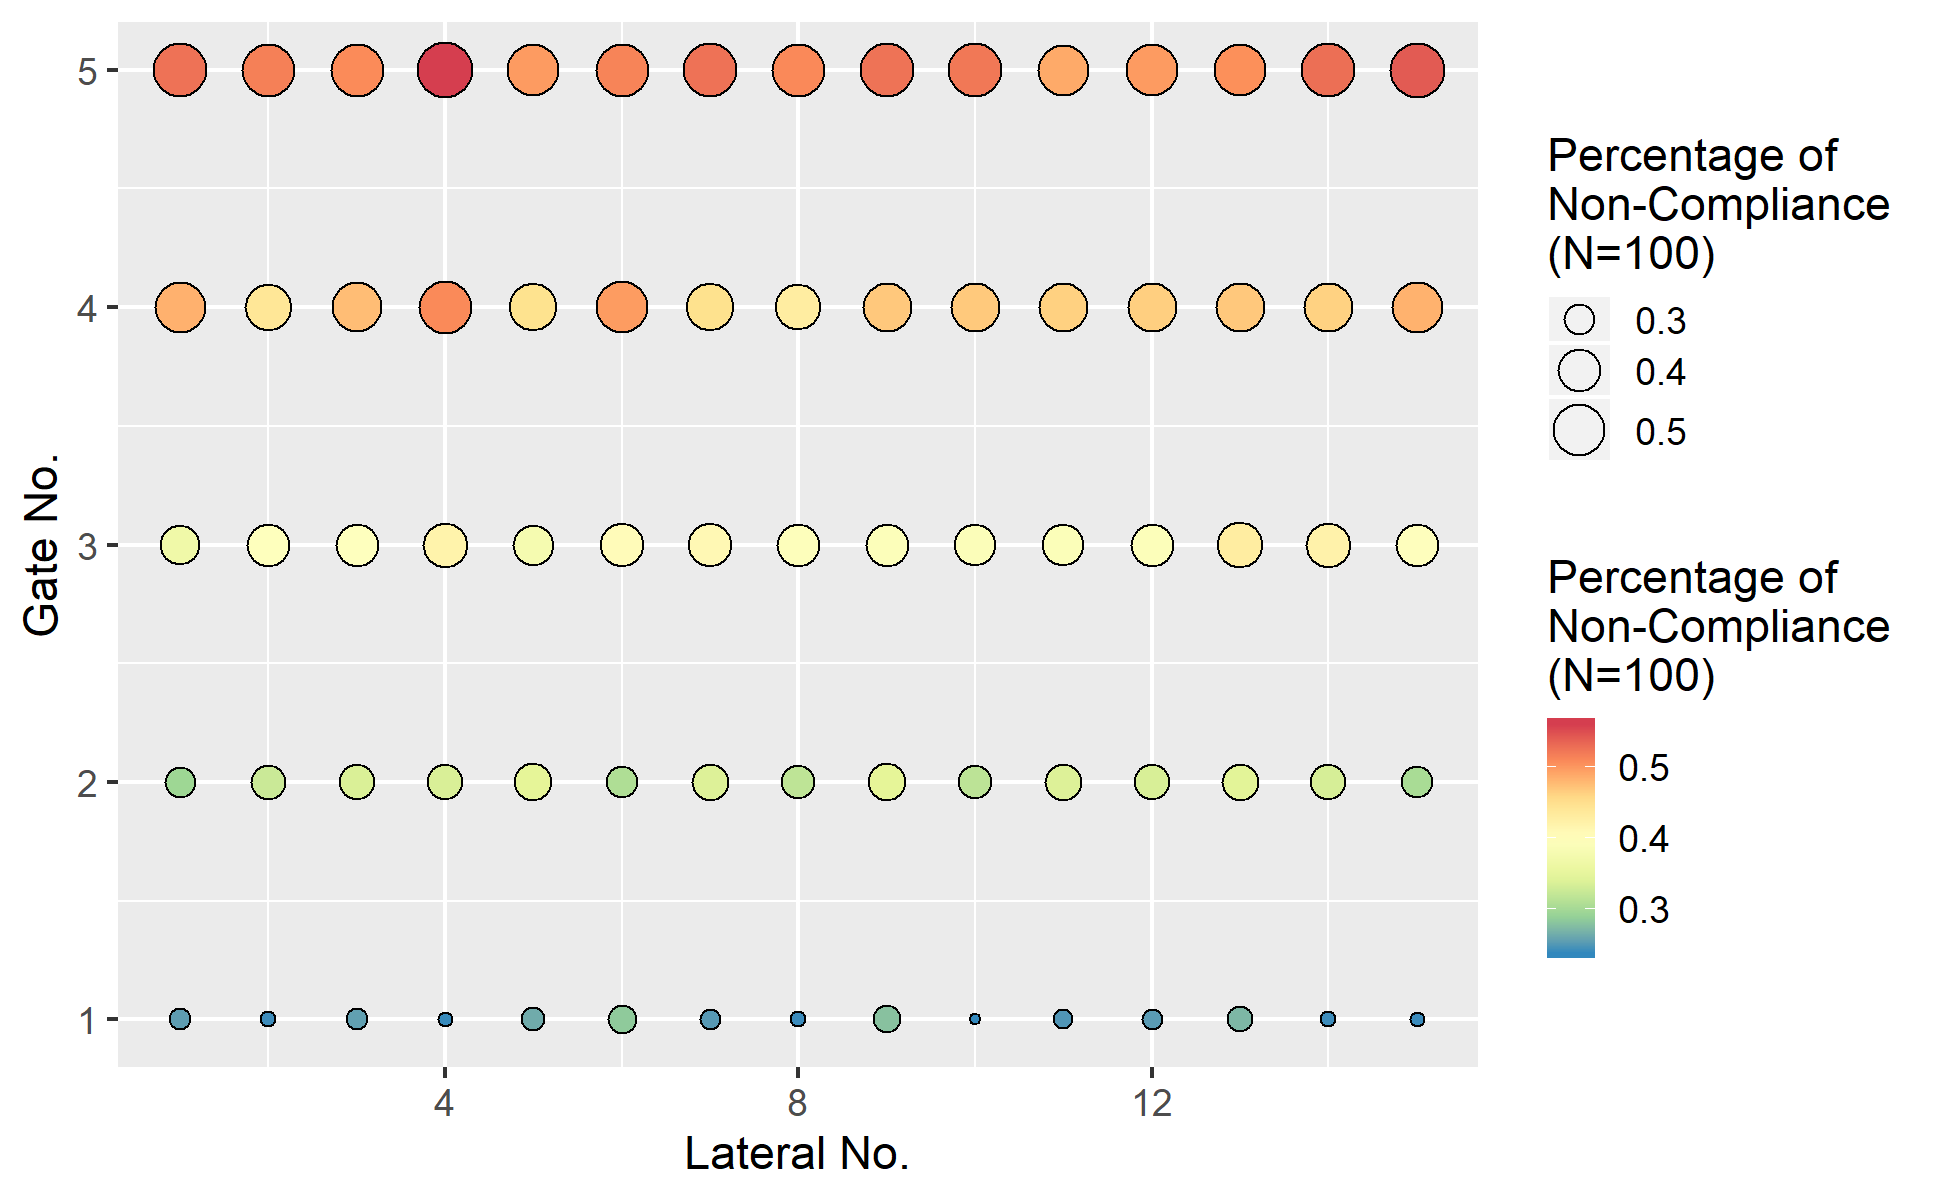 5
4
3
2
1
Gate No.
4
8
12
Lateral No.
Percentage of
Non-Compliance
(N=100)
0.3
0.4
0.5
Percentage of
Non-Compliance
(N=100)
0.5
0.4
0.3